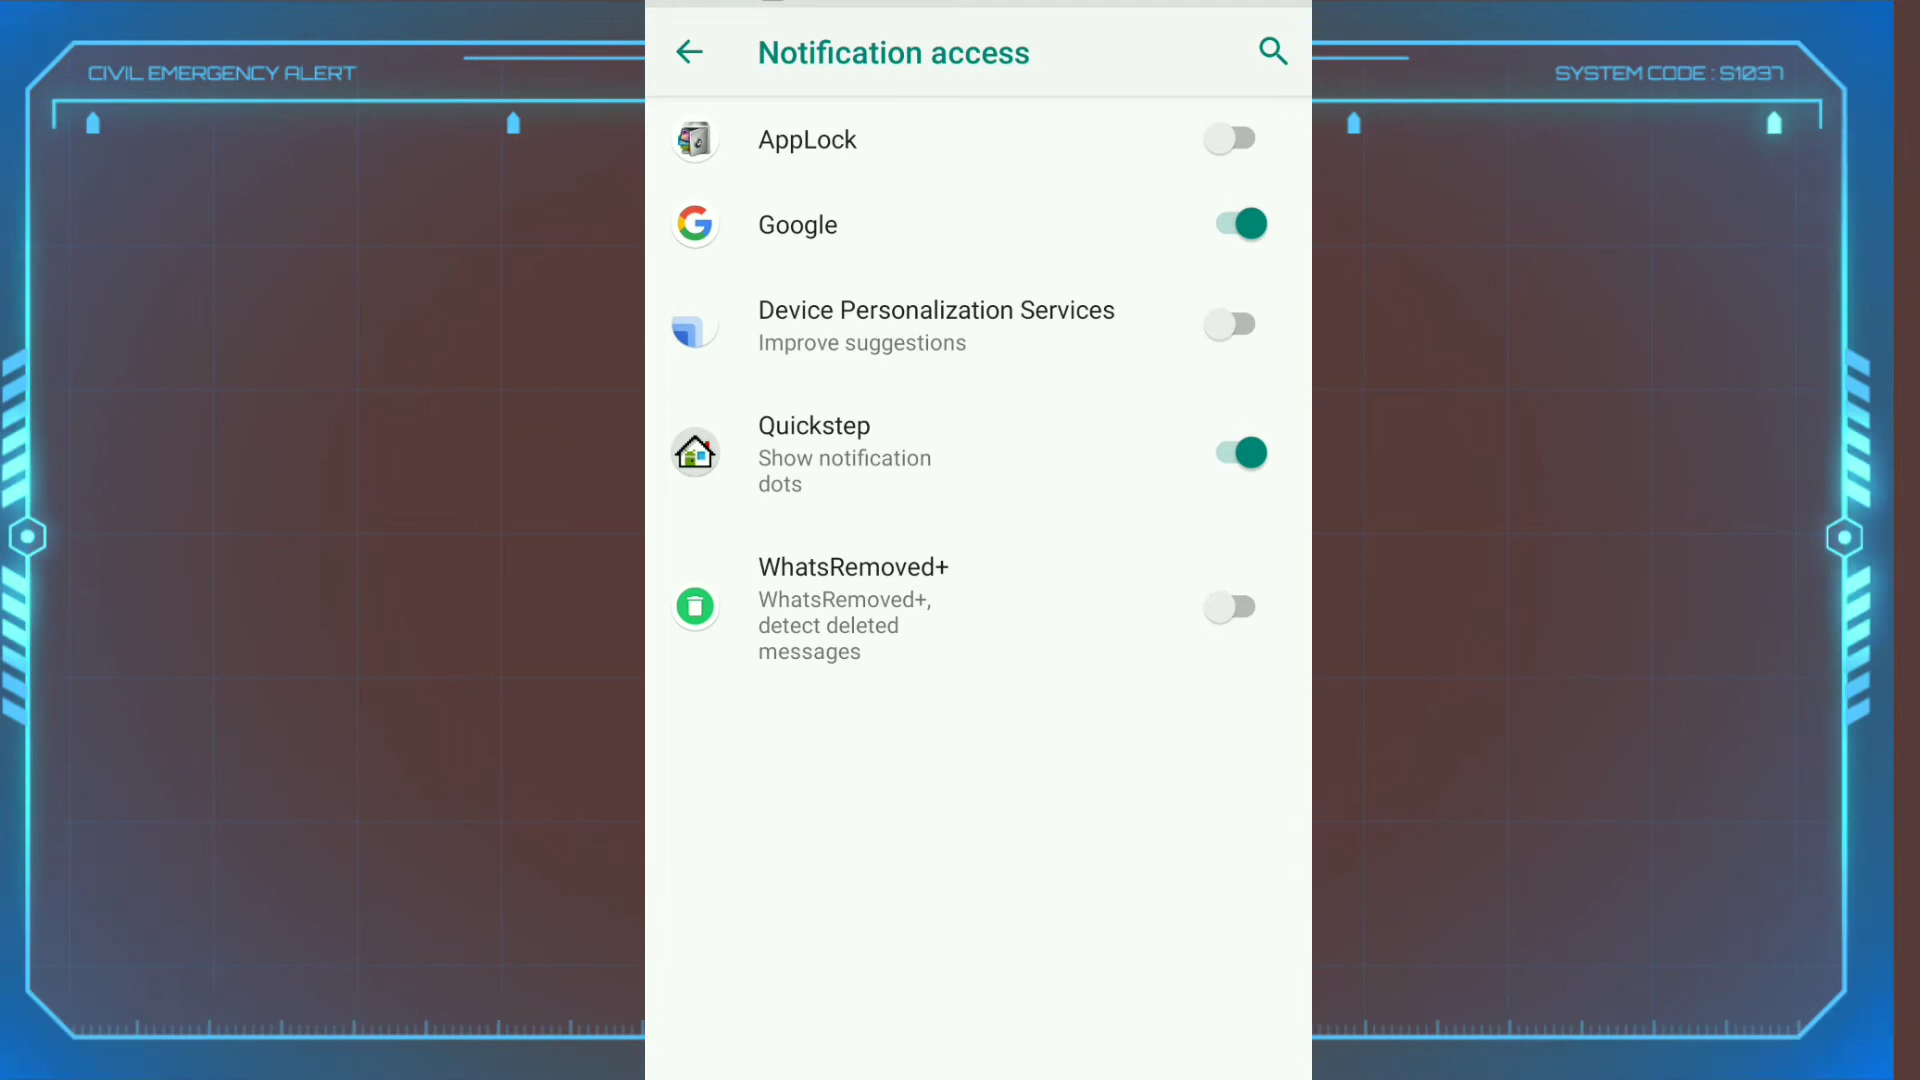 CIVIL EMERGENCY ALERT
SYSTEM CODE : S1037
Notification access
AppLock
Google
Device Personalization Services
Improve suggestions
Quickstep
Show notification
dots
WhatsRemoved+
WhatsRemoved+,
detect deleted
messages